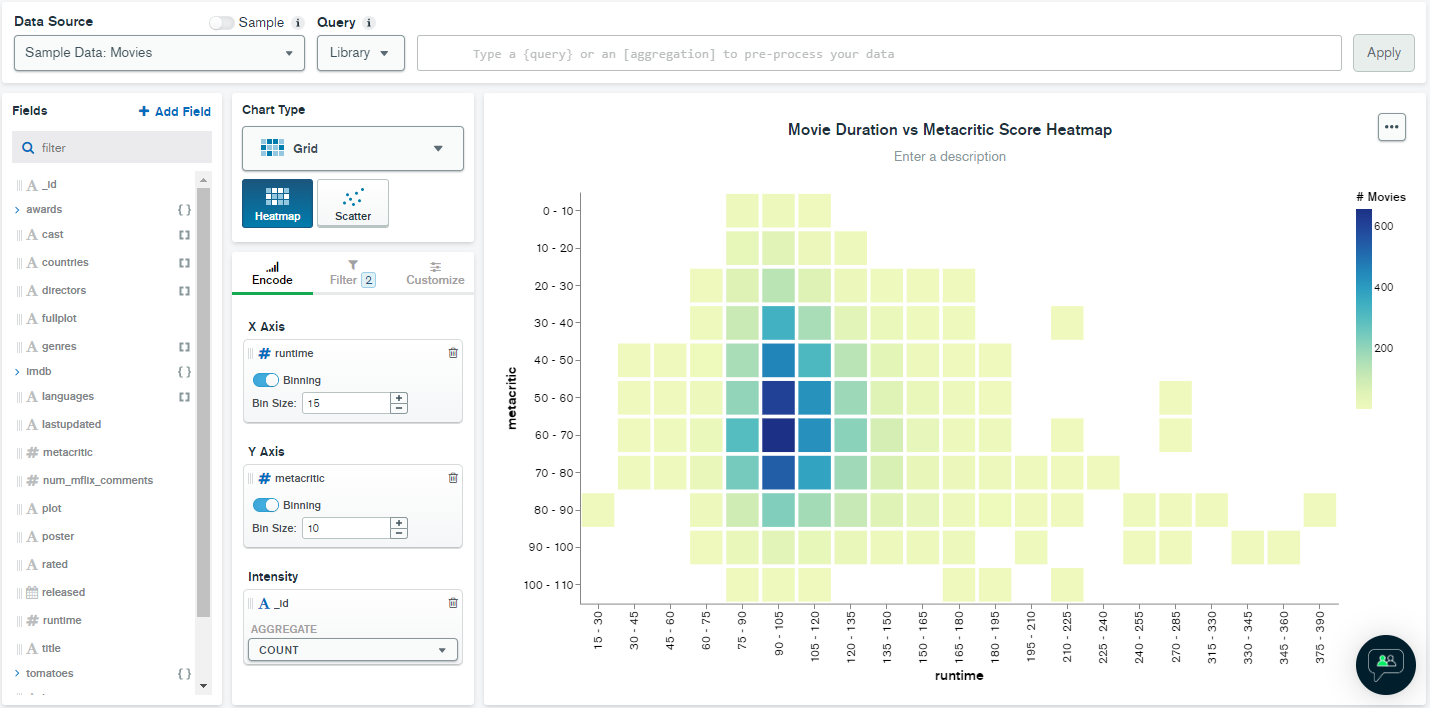 Data Source
Sample i
Query i
Sample Data: Movies
Library
Type a {query} or an [aggregation] to pre-process your data
Apply
Fields
+ Add Field
filter
A _id
> awards { }
A cast [ ]
A countries [ ]
A directors [ ]
A fullplot
A genres [ ]
> imdb { }
A languages [ ]
A lastupdated
# metacritic
# num_mflix_comments
A plot
A poster
A rated
released
# runtime
A title
> tomatoes { }
Chart Type
Grid
Heatmap
Scatter
Encode
Filter 2
Customize
X Axis
# runtime
Binning
Bin Size: 15
+
−
Y Axis
# metacritic
Binning
Bin Size: 10
+
−
Intensity
A _id
AGGREGATE
COUNT
Movie Duration vs Metacritic Score Heatmap
Enter a description
...
metacritic
0 - 10
10 - 20
20 - 30
30 - 40
40 - 50
50 - 60
60 - 70
70 - 80
80 - 90
90 - 100
100 - 110
15 - 30
30 - 45
45 - 60
60 - 75
75 - 90
90 - 105
105 - 120
120 - 135
135 - 150
150 - 165
165 - 180
180 - 195
195 - 210
210 - 225
225 - 240
240 - 255
270 - 285
315 - 330
330 - 345
345 - 360
375 - 390
runtime
# Movies
600
400
200